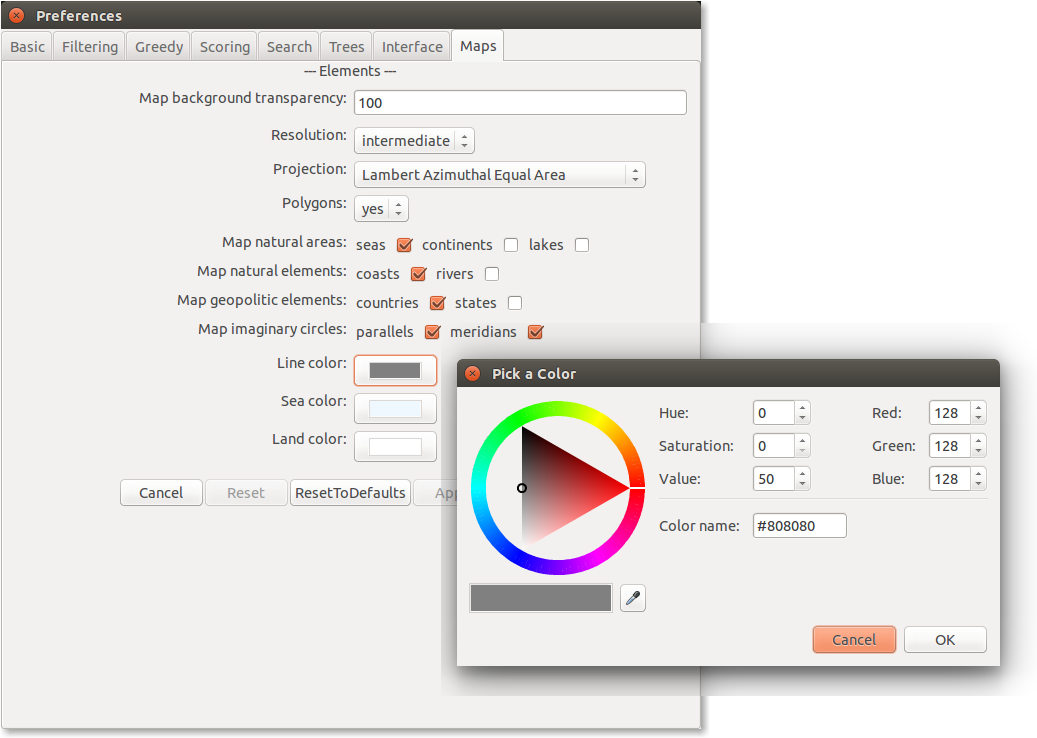 Preferences
Basic Filtering Greedy Scoring Search Trees Interface Maps
--- Elements ---
Map background transparency: 100
Resolution: intermediate
Projection: Lambert Azimuthal Equal Area
Polygons: yes
Map natural areas: seas continents lakes
Map natural elements: coasts rivers
Map geopolitic elements: countries states
Map imaginary circles: parallels meridians
Line color:
Sea color:
Land color:
Cancel Reset ResetToDefaults App
Pick a Color
Hue: 0 Red: 128
Saturation: 0 Green: 128
Value: 50 Blue: 128
Color name: #808080
Cancel OK